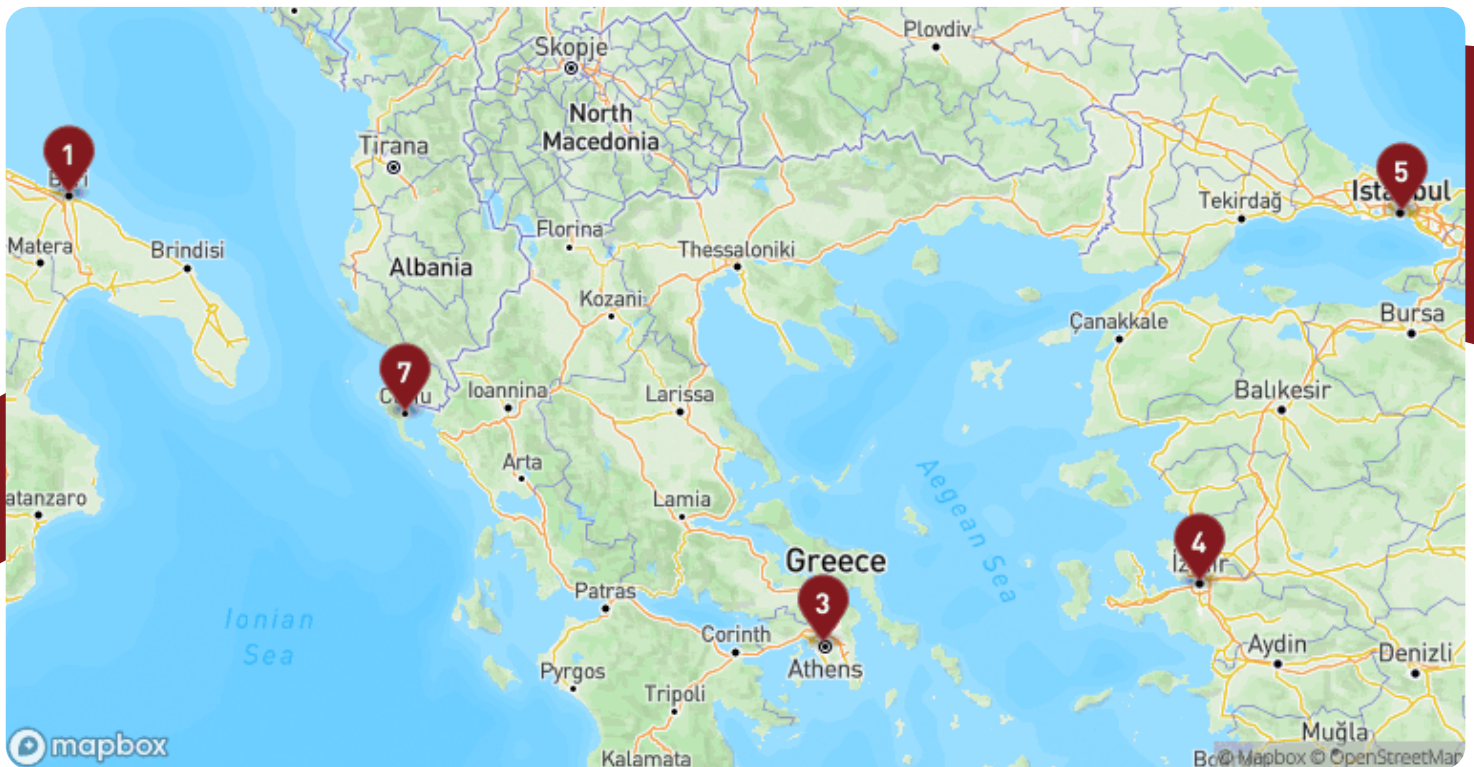 Plovdiv
Skopje
North
Macedonia
1
Tirana
5
Istanbul
Tekirdağ
Florina
Matera
Brindisi
Thessaloniki
Albania
Kozani
Çanakkale
Bursa
7
Ioannina
Larissa
Balıkesir
Arta
Aegean Sea
atanzaro
Lamia
4
Greece
3
Patras
Ionian
Sea
Corinth
Athens
Aydin
Denizli
Pyrgos
Tripoli
Muğla
mapbox
Kalamata
© Mapbox © OpenStreetMap